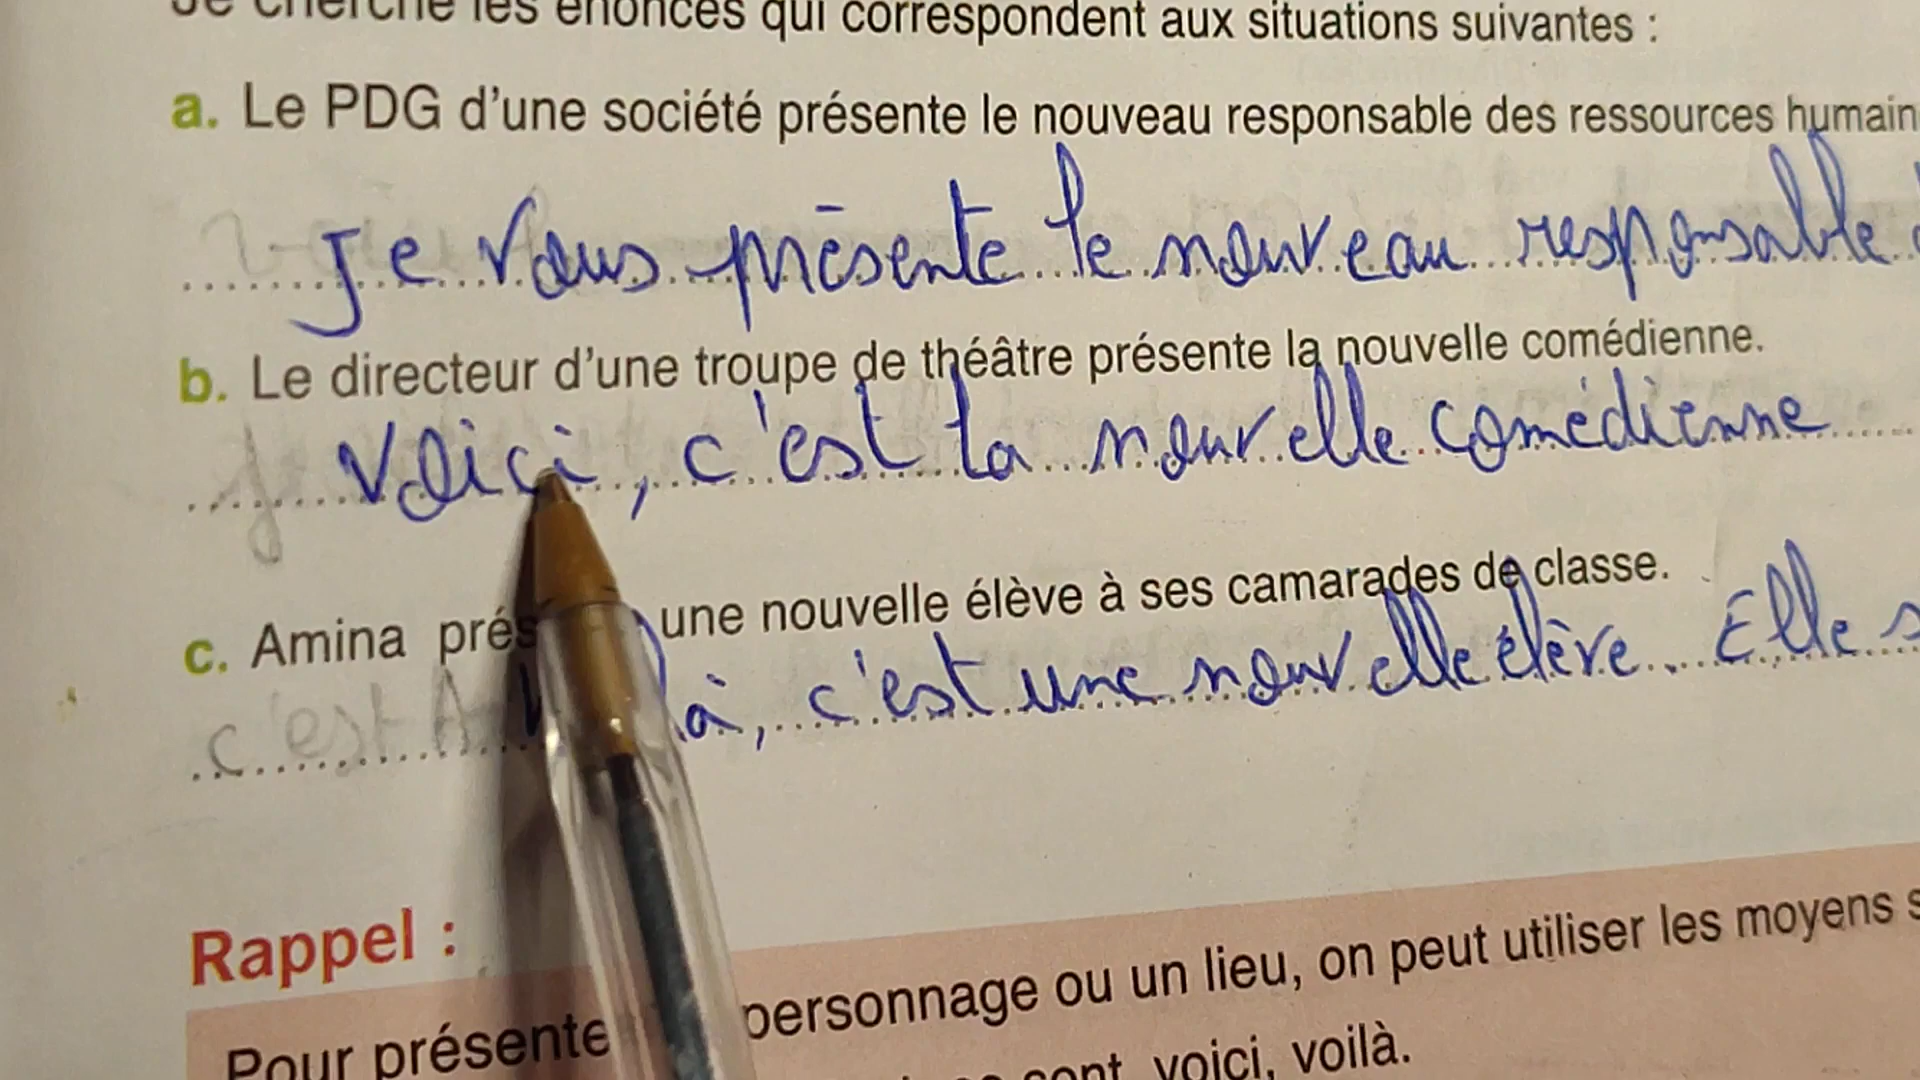 Je cherche les énoncés qui correspondent aux situations suivantes :
a. Le PDG d'une société présente le nouveau responsable des ressources humain
Je vous présente le nouveau responsable
b. Le directeur d'une troupe de théâtre présente la nouvelle comédienne.
Voici, c'est la nouvelle comédienne
c. Amina prés une nouvelle élève à ses camarades de classe.
c'est là, c'est une nouvelle élève. Elle s
Rappel :
Pour présente personnage ou un lieu, on peut utiliser les moyens s
sont, voici, voilà.